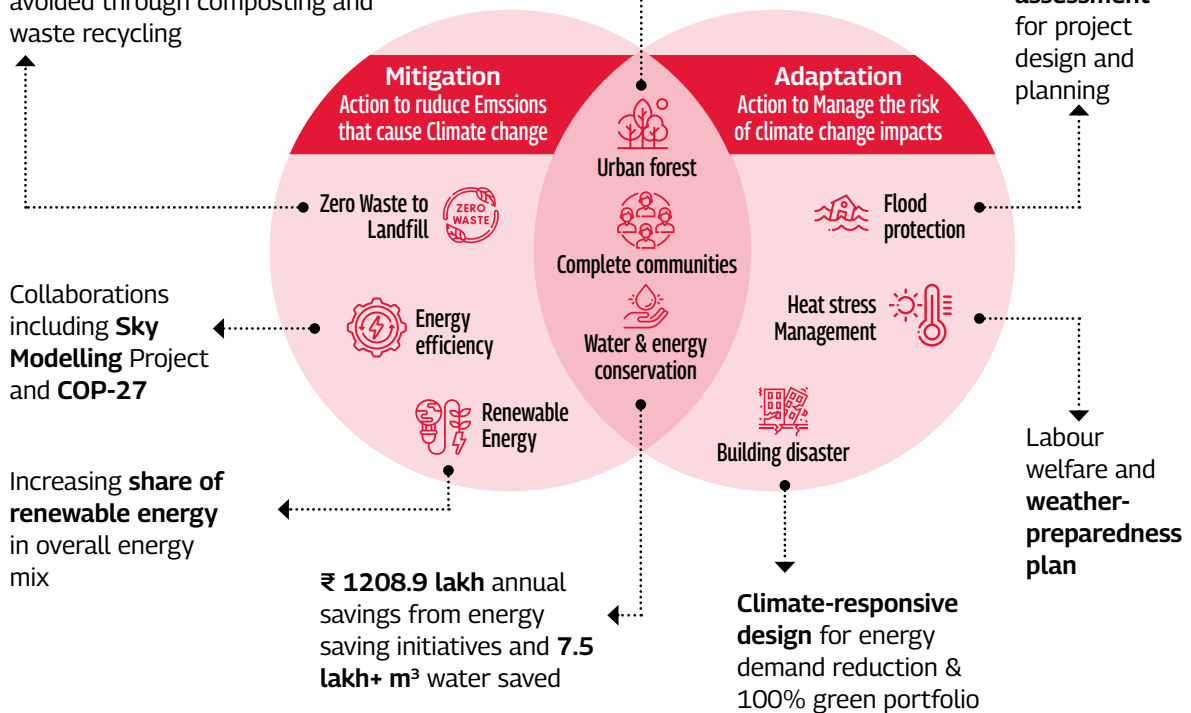 avoided through composting and
waste recycling
assessment
for project
design and
planning
Mitigation
Action to ruduce Emssions
that cause Climate change
Adaptation
Action to Manage the risk
of climate change impacts
Urban forest
Zero Waste to
Landfill
ZERO
WASTE
Complete communities
Flood
protection
Collaborations
including Sky
Modelling Project
and COP-27
Energy
efficiency
Water & energy
conservation
Heat stress
Management
Renewable
Energy
Building disaster
Labour
welfare and
weather-
preparedness
plan
Increasing share of
renewable energy
in overall energy
mix
₹ 1208.9 lakh annual
savings from energy
saving initiatives and 7.5
lakh+ m³ water saved
Climate-responsive
design for energy
demand reduction &
100% green portfolio